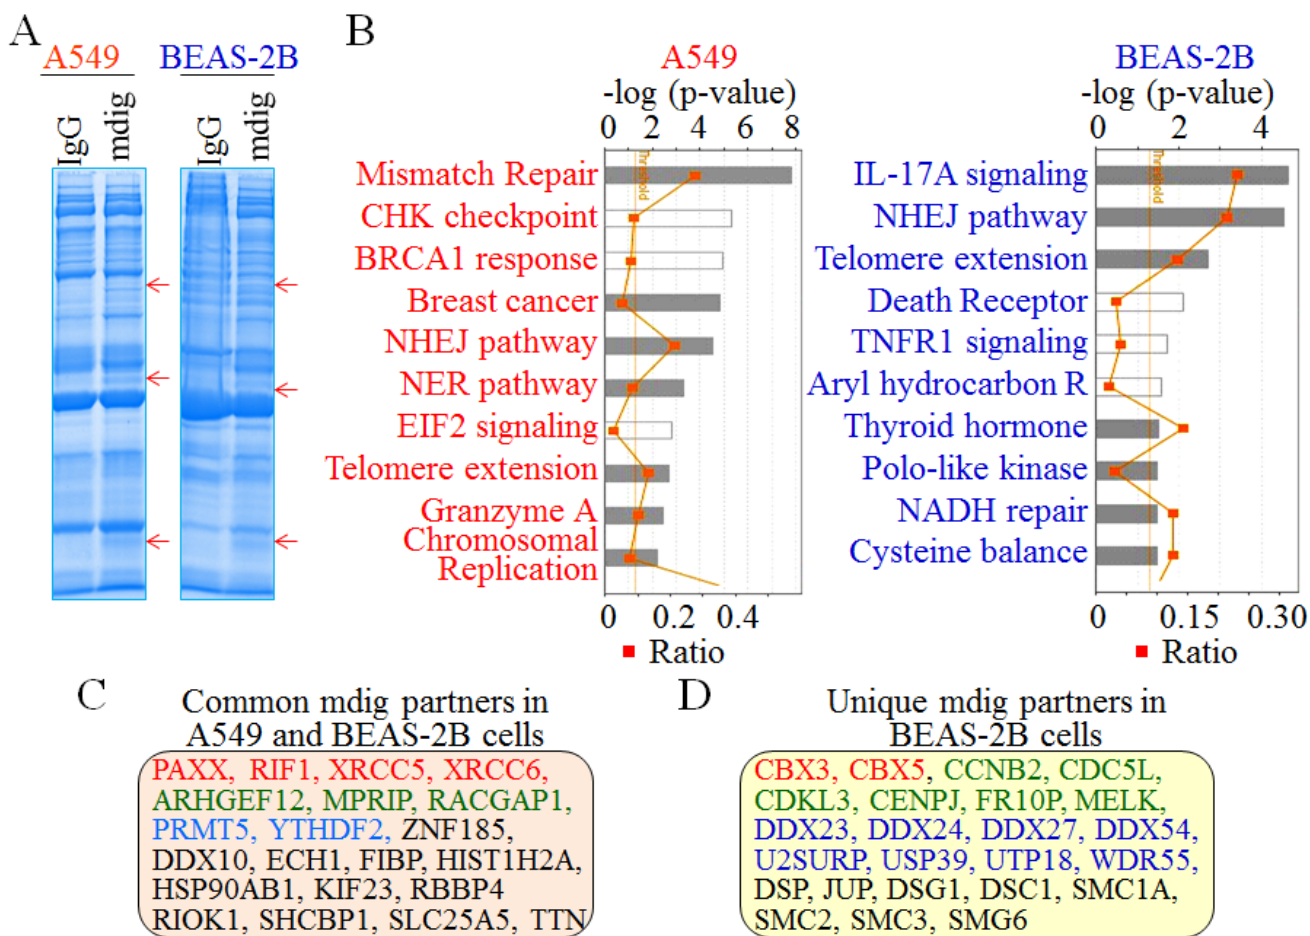 A
A549 BEAS-2B
IgG mdig IgG mdig
B
A549
-log (p-value)
0 2 4 6 8
Threshold
Mismatch Repair
CHK checkpoint
BRCA1 response
Breast cancer
NHEJ pathway
NER pathway
EIF2 signaling
Telomere extension
Granzyme A
Chromosomal
Replication
0 0.2 0.4
Ratio
BEAS-2B
-log (p-value)
0 2 4
Threshold
IL-17A signaling
NHEJ pathway
Telomere extension
Death Receptor
TNFR1 signaling
Aryl hydrocarbon R
Thyroid hormone
Polo-like kinase
NADH repair
Cysteine balance
0 0.15 0.30
Ratio
C
Common mdig partners in
A549 and BEAS-2B cells
PAXX, RIF1, XRCC5, XRCC6,
ARHGEF12, MPRIP, RACGAP1,
PRMT5, YTHDF2, ZNF185,
DDX10, ECH1, FIBP, HIST1H2A,
HSP90AB1, KIF23, RBBP4
RIOK1, SHCBP1, SLC25A5, TTN
D
Unique mdig partners in
BEAS-2B cells
CBX3, CBX5, CCNB2, CDC5L,
CDKL3, CENPJ, FR10P, MELK,
DDX23, DDX24, DDX27, DDX54,
U2SURP, USP39, UTP18, WDR55,
DSP, JUP, DSG1, DSC1, SMC1A,
SMC2, SMC3, SMG6